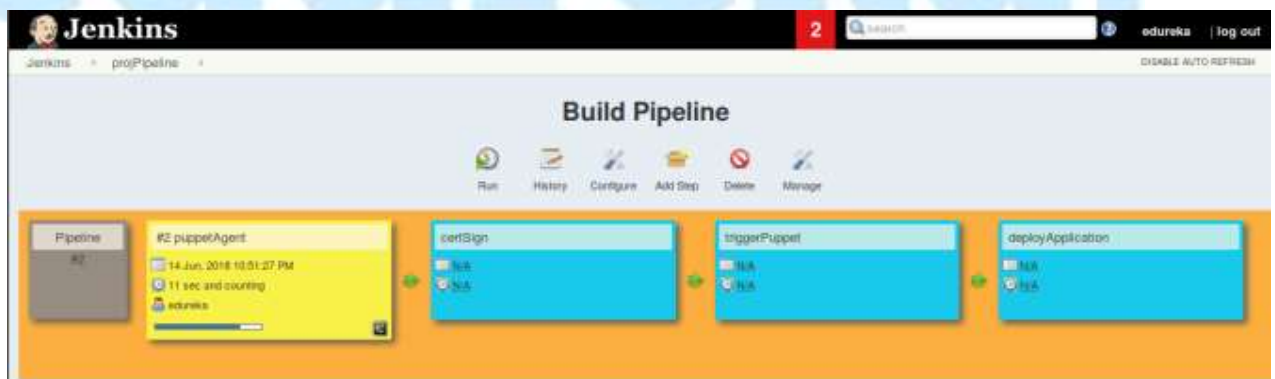 Jenkins
2
search
edureka | log out
Jenkins
projPipeline
DISABLE AUTO REFRESH
Build Pipeline
Run
History
Configure
Add Step
Delete
Manage
Pipeline
#2
#2 puppetAgent
14 Jun, 2018 10:51:27 PM
11 sec and counting
edureka
certSign
N/A
N/A
triggerPuppet
N/A
N/A
deployApplication
N/A
N/A